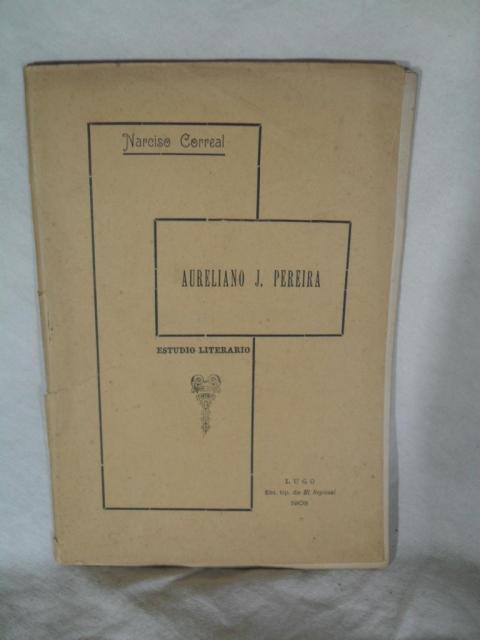 Narciso Correal
AURELIANO J. PEREIRA
ESTUDIO LITERARIO
LUGO
Est. tip. de El Regional